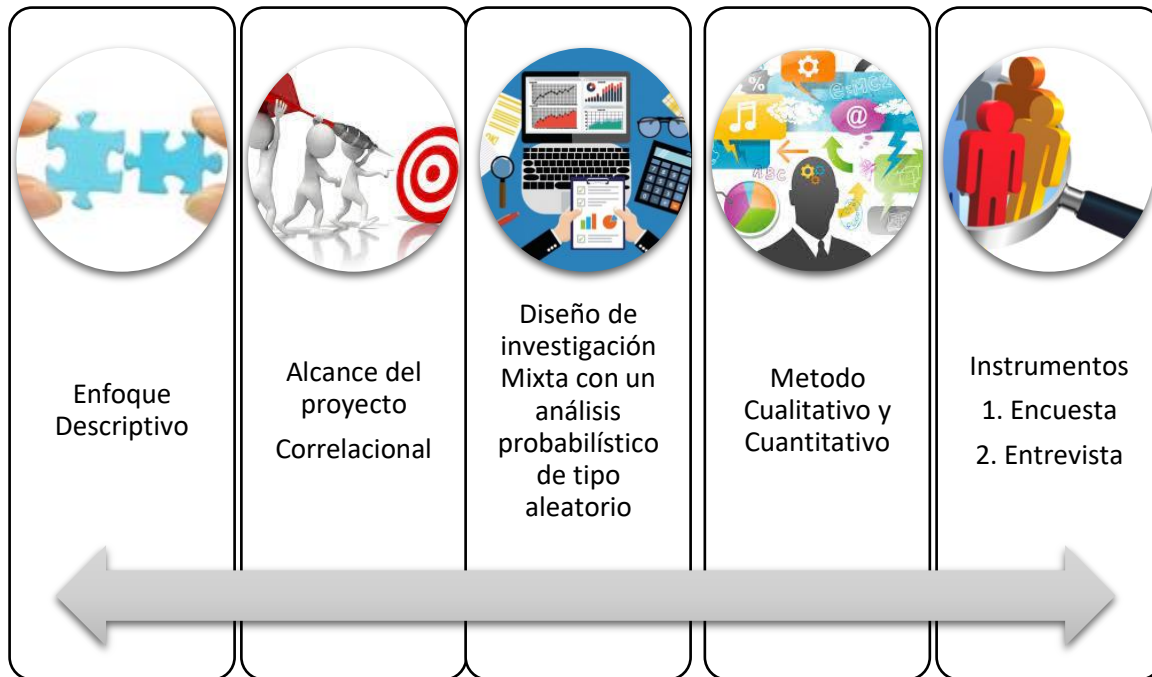 Enfoque
Descriptivo
Alcance del
proyecto
Correlacional
Diseño de
investigación
Mixta con un
análisis
probabilístico
de tipo
aleatorio
Metodo
Cualitativo y
Cuantitativo
Instrumentos
1. Encuesta
2. Entrevista
%
@
ABC